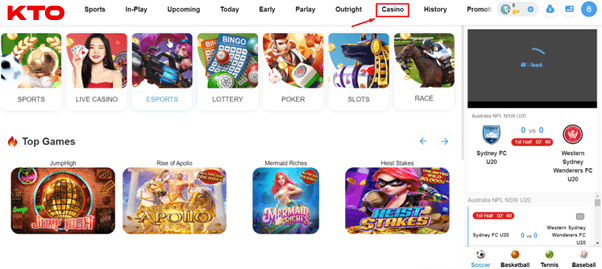 KTO
Sports In-Play Upcoming Today Early Parlay Outright Casino History Promoti
0
8
SPORTS
LIVE CASINO
ESPORTS
LOTTERY
POKER
SLOTS
RACE
Top Games
JumpHigh
Rise of Apollo
Mermaid Riches
Heist Stakes
JUMP HIGH
APOLLO
MERMAID
RICHES
HEIST
STAKES
Australia NPL NSW U20
0 vs 0
1st Half 02' 40
Sydney FC
U20
Western
Sydney
Wanderers FC
U20
Australia NPL NSW U20
1st Half 02' 40
Sydney FC U20
0 - 0
Western Sydney
Wanderers FC
U20
Soccer Basketball Tennis Baseball